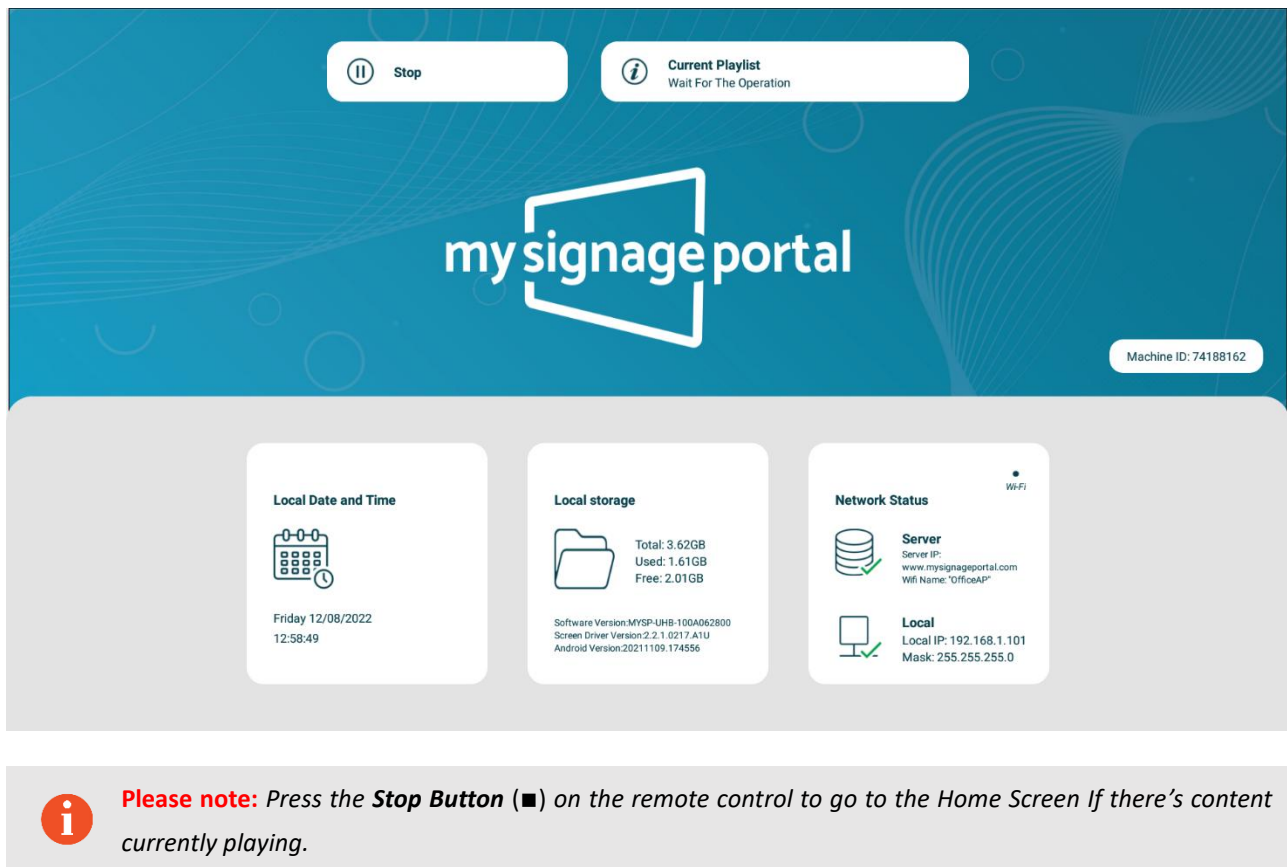 Stop
Current Playlist
Wait For The Operation
my signage portal
Machine ID: 74188162
Local Date and Time
Friday 12/08/2022
12:58:49
Local storage
Total: 3.62GB
Used: 1.61GB
Free: 2.01GB
Software Version:MYSP-UHB-100A062800
Screen Driver Version:2.2.1.0217.A1U
Android Version:20211109.174556
Wi-Fi
Network Status
Server
Server IP:
www.mysignageportal.com
Wifi Name: "OfficeAP"
Local
Local IP: 192.168.1.101
Mask: 255.255.255.0
Please note: Press the Stop Button (■) on the remote control to go to the Home Screen If there's content
currently playing.